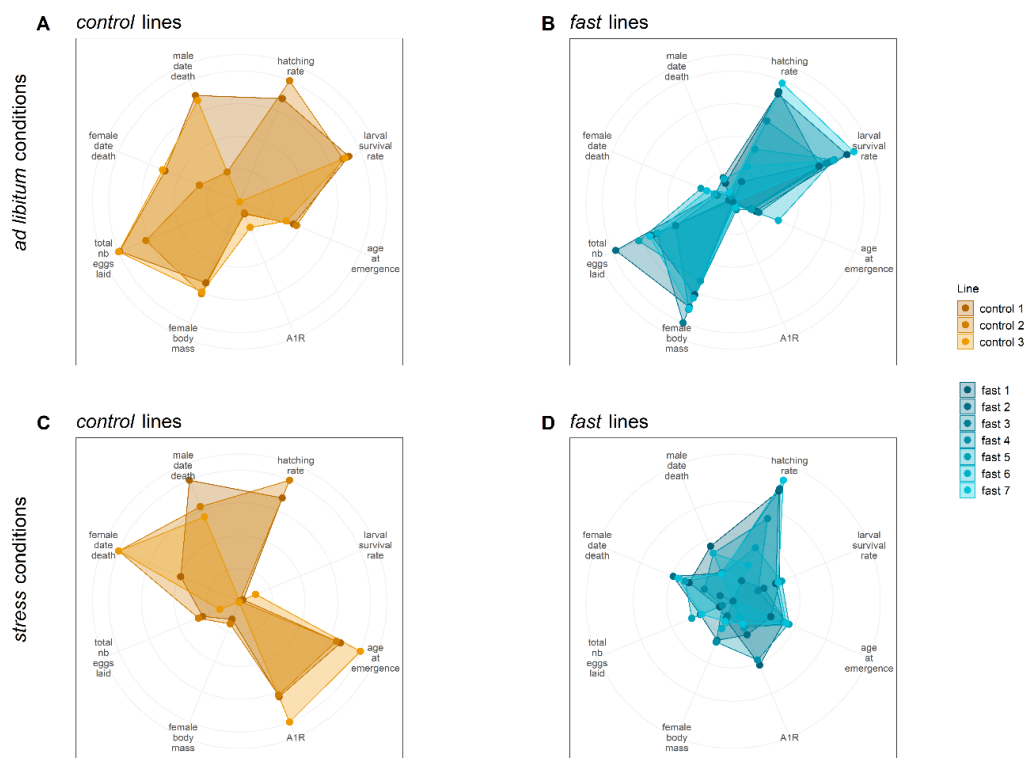 A
control lines
B
fast lines
ad libitum conditions
male
date
death
hatching
rate
larval
survival
rate
age
at
emergence
A1R
female
body
mass
total
nb
eggs
laid
female
date
death
male
date
death
hatching
rate
larval
survival
rate
age
at
emergence
A1R
female
body
mass
total
nb
eggs
laid
female
date
death
Line
control 1
control 2
control 3
fast 1
fast 2
fast 3
fast 4
fast 5
fast 6
fast 7
C
control lines
D
fast lines
stress conditions
male
date
death
hatching
rate
larval
survival
rate
age
at
emergence
A1R
female
body
mass
total
nb
eggs
laid
female
date
death
male
date
death
hatching
rate
larval
survival
rate
age
at
emergence
A1R
female
body
mass
total
nb
eggs
laid
female
date
death